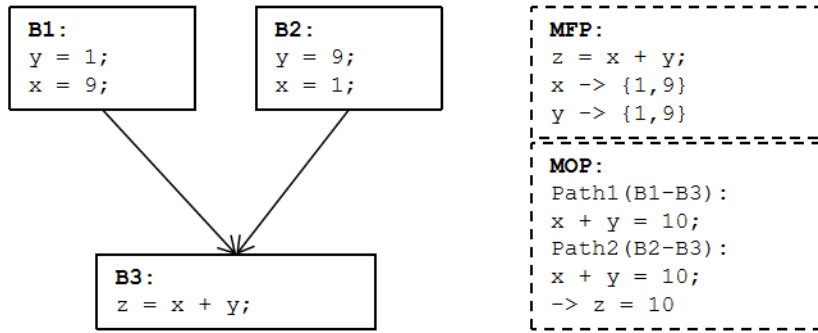 B1:
y = 1;
x = 9;
B2:
y = 9;
x = 1;
B3:
z = x + y;
MFP:
z = x + y;
x -> {1,9}
y -> {1,9}
MOP:
Path1(B1-B3):
x + y = 10;
Path2(B2-B3):
x + y = 10;
-> z = 10